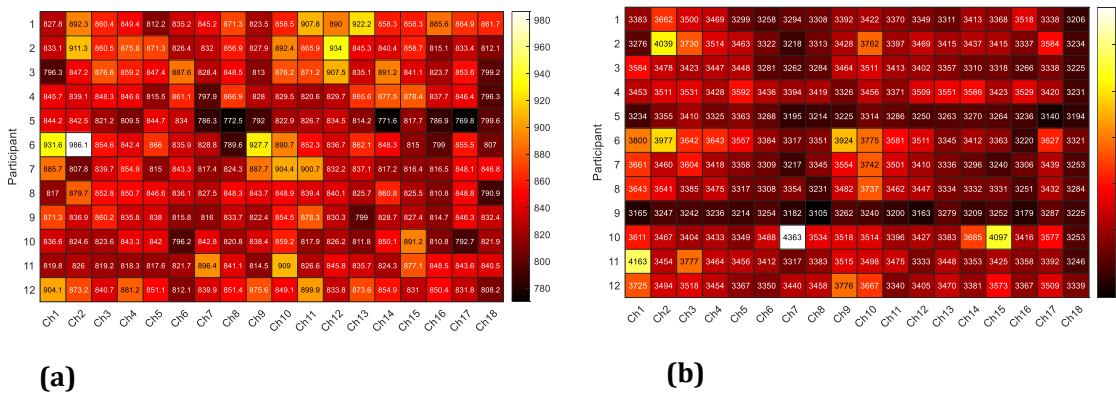 1 827.8 892.3 860.4 849.4 812.2 835.2 845.2 871.3 823.5 858.5 907.8 890 922.2 860.5 858 885.6 864.9 861.7
2 833.1 911.3 860.4 875.8 871.3 826.4 832 856.9 827.9 892.4 865.9 934 845.3 840.4 858.7 815.1 833.4 812.1
3 796.3 847.2 876.6 859.2 847.4 887.6 828.4 848.5 813 876.2 871.2 907.5 835.1 891.2 841.1 823.7 853.6 799.2
4 845.7 839.1 848.3 846.6 815.5 861.1 797.9 866.9 828 829.5 820.6 829.7 865.6 877.5 878.4 837.7 846.4 796.3
5 844.2 842.5 821.2 809.5 844.7 834 786.3 772.5 792 822.9 826.7 834.5 814.2 771.6 817.7 786.9 769.8 799.6
6 931.6 986.1 854.6 842.4 866 835.9 828.8 789.6 927.7 890.7 852.3 836.7 862.1 848.3 815 799 855.5 807
7 885.7 807.8 839.7 854.9 815 843.3 817.4 824.3 887.7 904.4 900.7 832.2 837.1 817.2 816.4 816.5 848.1 846.8
8 817 879.7 852.8 827.5 846.6 836.1 827.5 848.3 843.7 848.9 839.4 840.1 825.7 860.8 825.5 810.8 848.8 790.9
9 871.3 836.9 860.2 835.8 838 815.8 816 833.7 822.4 854.5 878.3 830.3 799 828.7 827.4 814.7 846.3 832.4
10 836.6 824.6 823.6 843.3 842 796.2 842.8 820.8 838.4 859.2 817.9 826.2 811.8 850.1 891.2 810.8 792.7 821.9
11 819.8 826 819.2 818.3 817.6 821.7 896.4 841.1 814.5 909 826.6 845.8 835.7 824.3 877.1 848.5 843.6 840.5
12 904.1 873.2 840.7 881.2 851.1 812.1 839.9 851.4 875.6 849.1 899.9 833.8 873.6 854.9 831 850.4 831.8 808.2
Participant
Ch1 Ch2 Ch3 Ch4 Ch5 Ch6 Ch7 Ch8 Ch9 Ch10 Ch11 Ch12 Ch13 Ch14 Ch15 Ch16 Ch17 Ch18
980
960
940
920
900
880
860
840
820
800
780
(a)
1 3383 3662 3500 3469 3299 3258 3294 3308 3392 3422 3370 3349 3311 3413 3368 3518 3338 3206
2 3276 4039 3730 3514 3463 3322 3218 3313 3428 3762 3397 3469 3415 3437 3415 3337 3584 3234
3 3584 3478 3423 3447 3448 3281 3262 3284 3464 3511 3413 3402 3357 3310 3318 3266 3338 3225
4 3453 3511 3531 3428 3592 3436 3394 3419 3326 3456 3371 3509 3551 3586 3423 3529 3420 3231
5 3234 3455 3410 3365 3288 3288 3195 3214 3225 3314 3251 3290 3250 3236 3286 3250 3140 3194
6 3800 3977 3642 3643 3557 3352 3294 3253 3924 3775 3581 3511 3435 3412 3363 3220 3627 3321
7 3661 3460 3604 3418 3358 3309 3217 3345 3554 3742 3501 3410 3336 3296 3240 3306 3439 3253
8 3643 3541 3385 3475 3317 3308 3354 3231 3482 3737 3462 3447 3334 3332 3331 3251 3432 3284
9 3165 3247 3242 3236 3214 3254 3182 3105 3262 3240 3200 3163 3279 3209 3252 3179 3287 3225
10 3611 3467 3404 3433 3349 3488 4363 3534 3518 3514 3396 3427 3383 3685 4097 3416 3577 3253
11 4163 3454 3777 3464 3456 3412 3317 3383 3515 3498 3475 3333 3448 3353 3425 3355 3382 3246
12 3725 3494 3518 3454 3367 3350 3440 3458 3776 3667 3340 3405 3470 3381 3573 3367 3509 3339
Participant
Ch1 Ch2 Ch3 Ch4 Ch5 Ch6 Ch7 Ch8 Ch9 Ch10 Ch11 Ch12 Ch13 Ch14 Ch15 Ch16 Ch17 Ch18
(b)